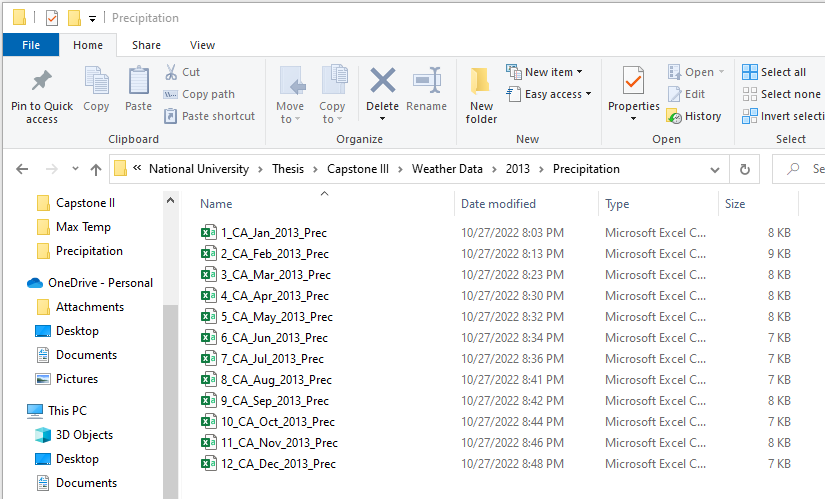 Precipitation
File Home Share View
Pin to Quick access
Copy
Paste
Cut
Copy path
Paste shortcut
Clipboard
Move to
Copy to
Delete
Rename
Organize
New folder
New item
Easy access
New
Properties
Open
Edit
History
Open
Select all
Select none
Invert selecti
Select
« National University > Thesis > Capstone III > Weather Data > 2013 > Precipitation
Se
Capstone II
Max Temp
Precipitation
OneDrive - Personal
Attachments
Desktop
Documents
Pictures
This PC
3D Objects
Desktop
Documents
Name Date modified Type Size
1_CA_Jan_2013_Prec 10/27/2022 8:03 PM Microsoft Excel C... 8 KB
2_CA_Feb_2013_Prec 10/27/2022 8:13 PM Microsoft Excel C... 9 KB
3_CA_Mar_2013_Prec 10/27/2022 8:23 PM Microsoft Excel C... 8 KB
4_CA_Apr_2013_Prec 10/27/2022 8:30 PM Microsoft Excel C... 8 KB
5_CA_May_2013_Prec 10/27/2022 8:32 PM Microsoft Excel C... 8 KB
6_CA_Jun_2013_Prec 10/27/2022 8:34 PM Microsoft Excel C... 7 KB
7_CA_Jul_2013_Prec 10/27/2022 8:36 PM Microsoft Excel C... 7 KB
8_CA_Aug_2013_Prec 10/27/2022 8:41 PM Microsoft Excel C... 7 KB
9_CA_Sep_2013_Prec 10/27/2022 8:42 PM Microsoft Excel C... 8 KB
10_CA_Oct_2013_Prec 10/27/2022 8:44 PM Microsoft Excel C... 7 KB
11_CA_Nov_2013_Prec 10/27/2022 8:46 PM Microsoft Excel C... 8 KB
12_CA_Dec_2013_Prec 10/27/2022 8:48 PM Microsoft Excel C... 7 KB